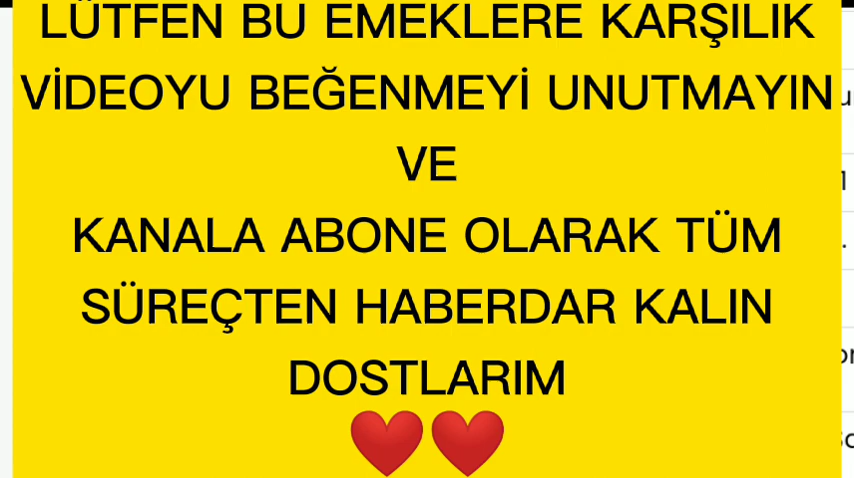 LÜTFEN BU EMEKLERE KARŞILIK
VİDEOYU BEĞENMEYİ UNUTMAYIN
VE
KANALA ABONE OLARAK TÜM
SÜREÇTEN HABERDAR KALIN
DOSTLARIM